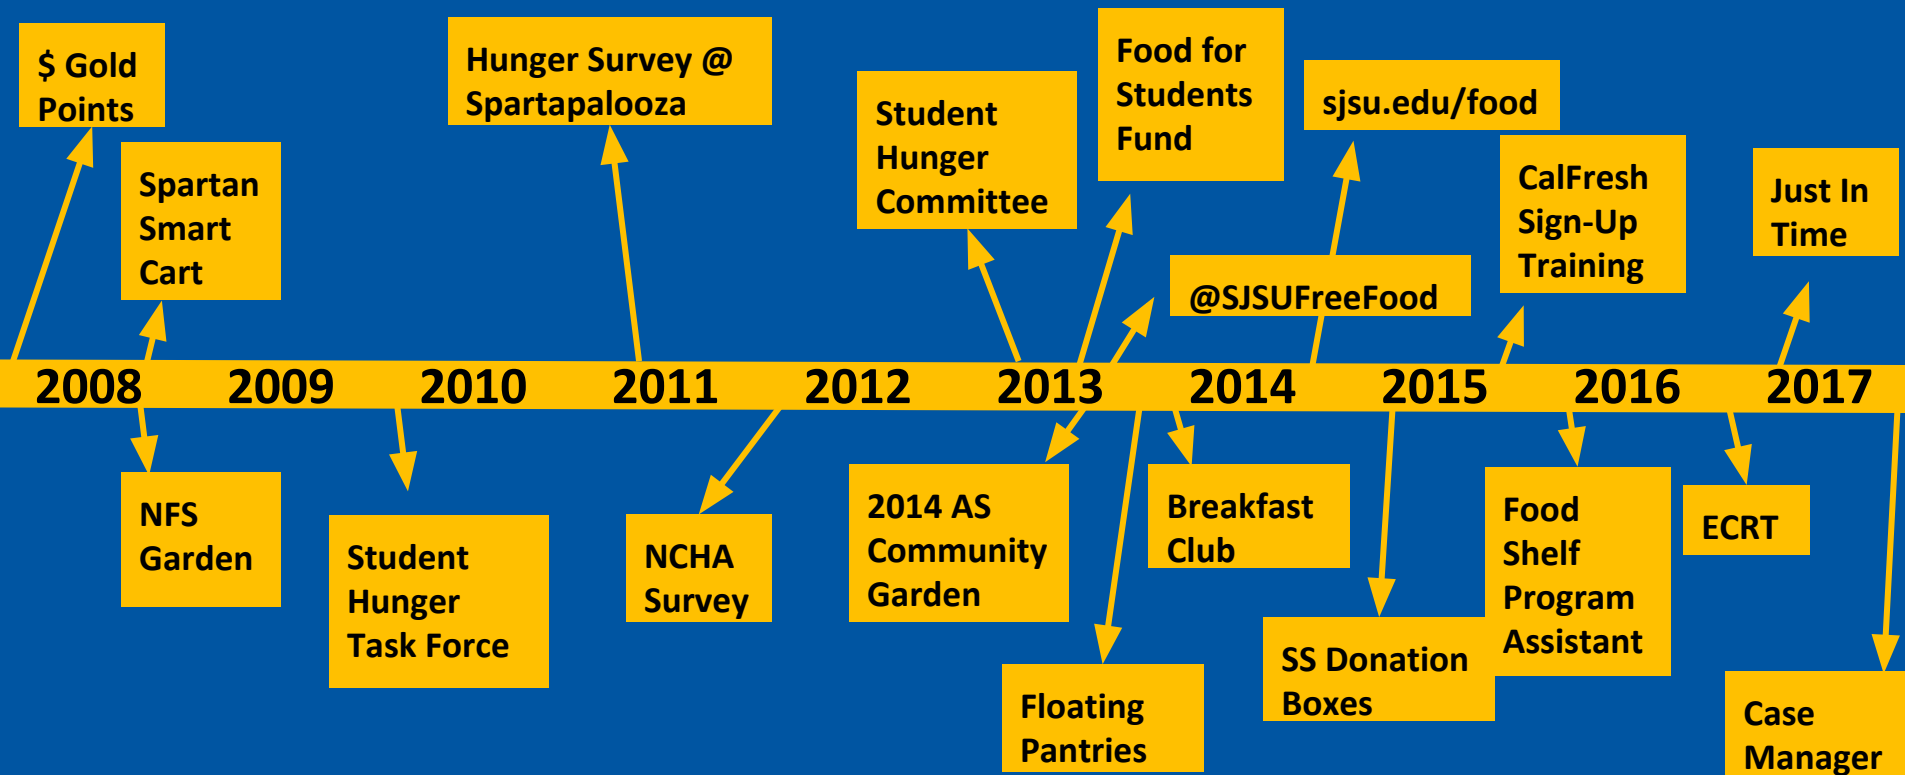 $ Gold
Points
Spartan
Smart
Cart
Hunger Survey @
Spartapalooza
Student
Hunger
Committee
Food for
Students
Fund
@SJSUFreeFood
sjsu.edu/food
CalFresh
Sign-Up
Training
Just In
Time
2008 2009 2010 2011 2012 2013 2014 2015 2016 2017
NFS
Garden
Student
Hunger
Task Force
NCHA
Survey
2014 AS
Community
Garden
Floating
Pantries
Breakfast
Club
SS Donation
Boxes
Food
Shelf
Program
Assistant
ECRT
Case
Manager